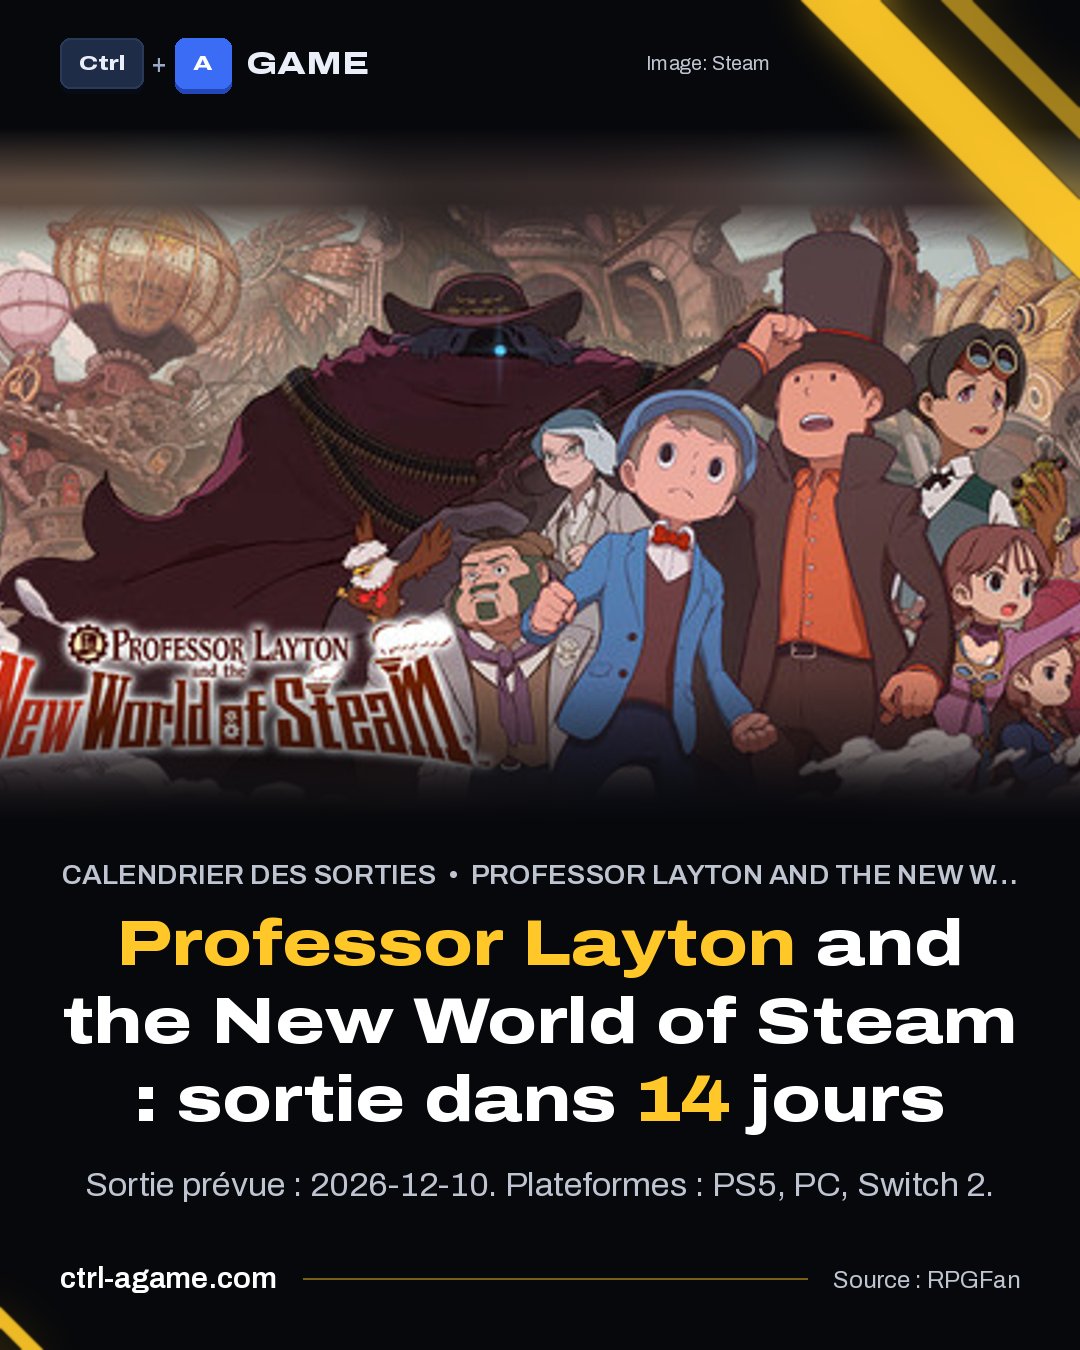 Ctrl + A GAME
Image: Steam
PROFESSOR LAYTON
and the
NEW WORLD of STEAM
CALENDRIER DES SORTIES • PROFESSOR LAYTON AND THE NEW W...
Professor Layton and
the New World of Steam
: sortie dans 14 jours
Sortie prévue : 2026-12-10. Plateformes : PS5, PC, Switch 2.
ctrl-agame.com
Source : RPGFan